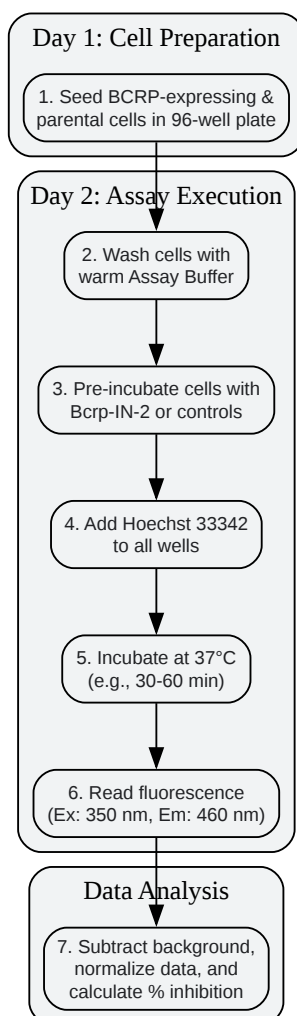 Day 1: Cell Preparation
1. Seed BCRP-expressing &
parental cells in 96-well plate
Day 2: Assay Execution
2. Wash cells with
warm Assay Buffer
3. Pre-incubate cells with
Bcrp-IN-2 or controls
4. Add Hoechst 33342
to all wells
5. Incubate at 37°C
(e.g., 30-60 min)
6. Read fluorescence
(Ex: 350 nm, Em: 460 nm)
Data Analysis
7. Subtract background,
normalize data, and
calculate % inhibition